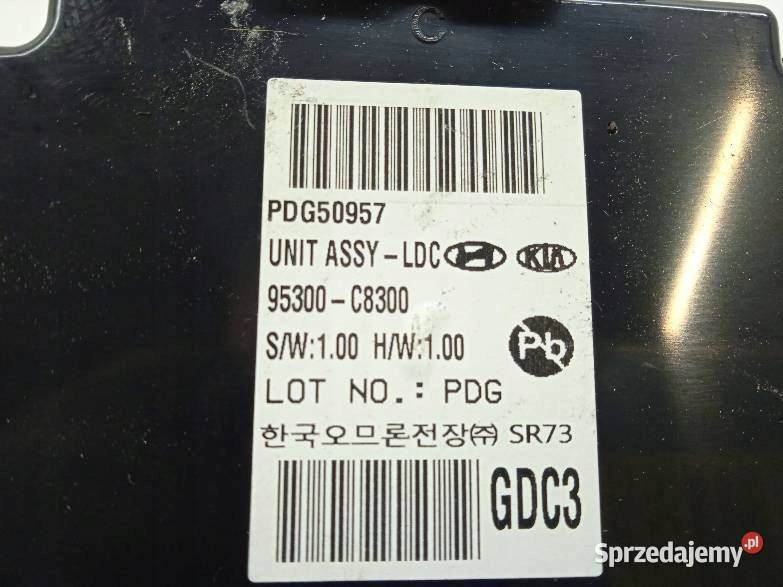 C
PDG50957
UNIT ASSY-LDC HYUNDAI KIA
95300-C8300
S/W:1.00 H/W:1.00 Pb
LOT NO.: PDG
한국오므론전장㈜ SR73
GDC3
Sprzedajemy.pl